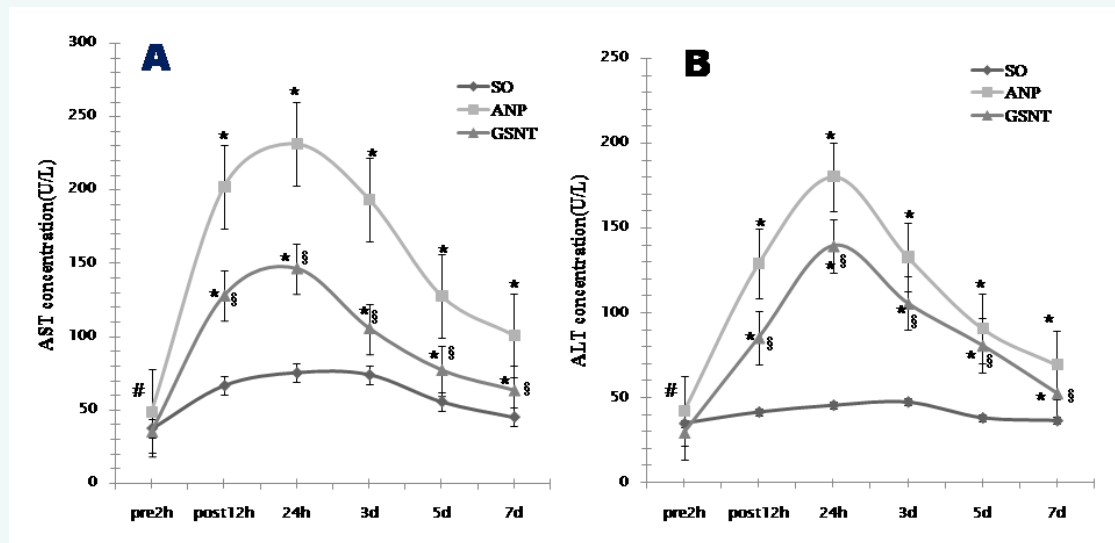 A
SO
ANP
GSNT
AST concentration(U/L)
300
250
200
150
100
50
0
#
*
*
*
*
*
*§
*§
*§
*§
*§
pre2h post12h 24h 3d 5d 7d
B
SO
ANP
GSNT
ALT concentration(U/L)
250
200
150
100
50
0
#
*
*
*
*
*
*§
*§
*§
*§
*§
pre2h post12h 24h 3d 5d 7d